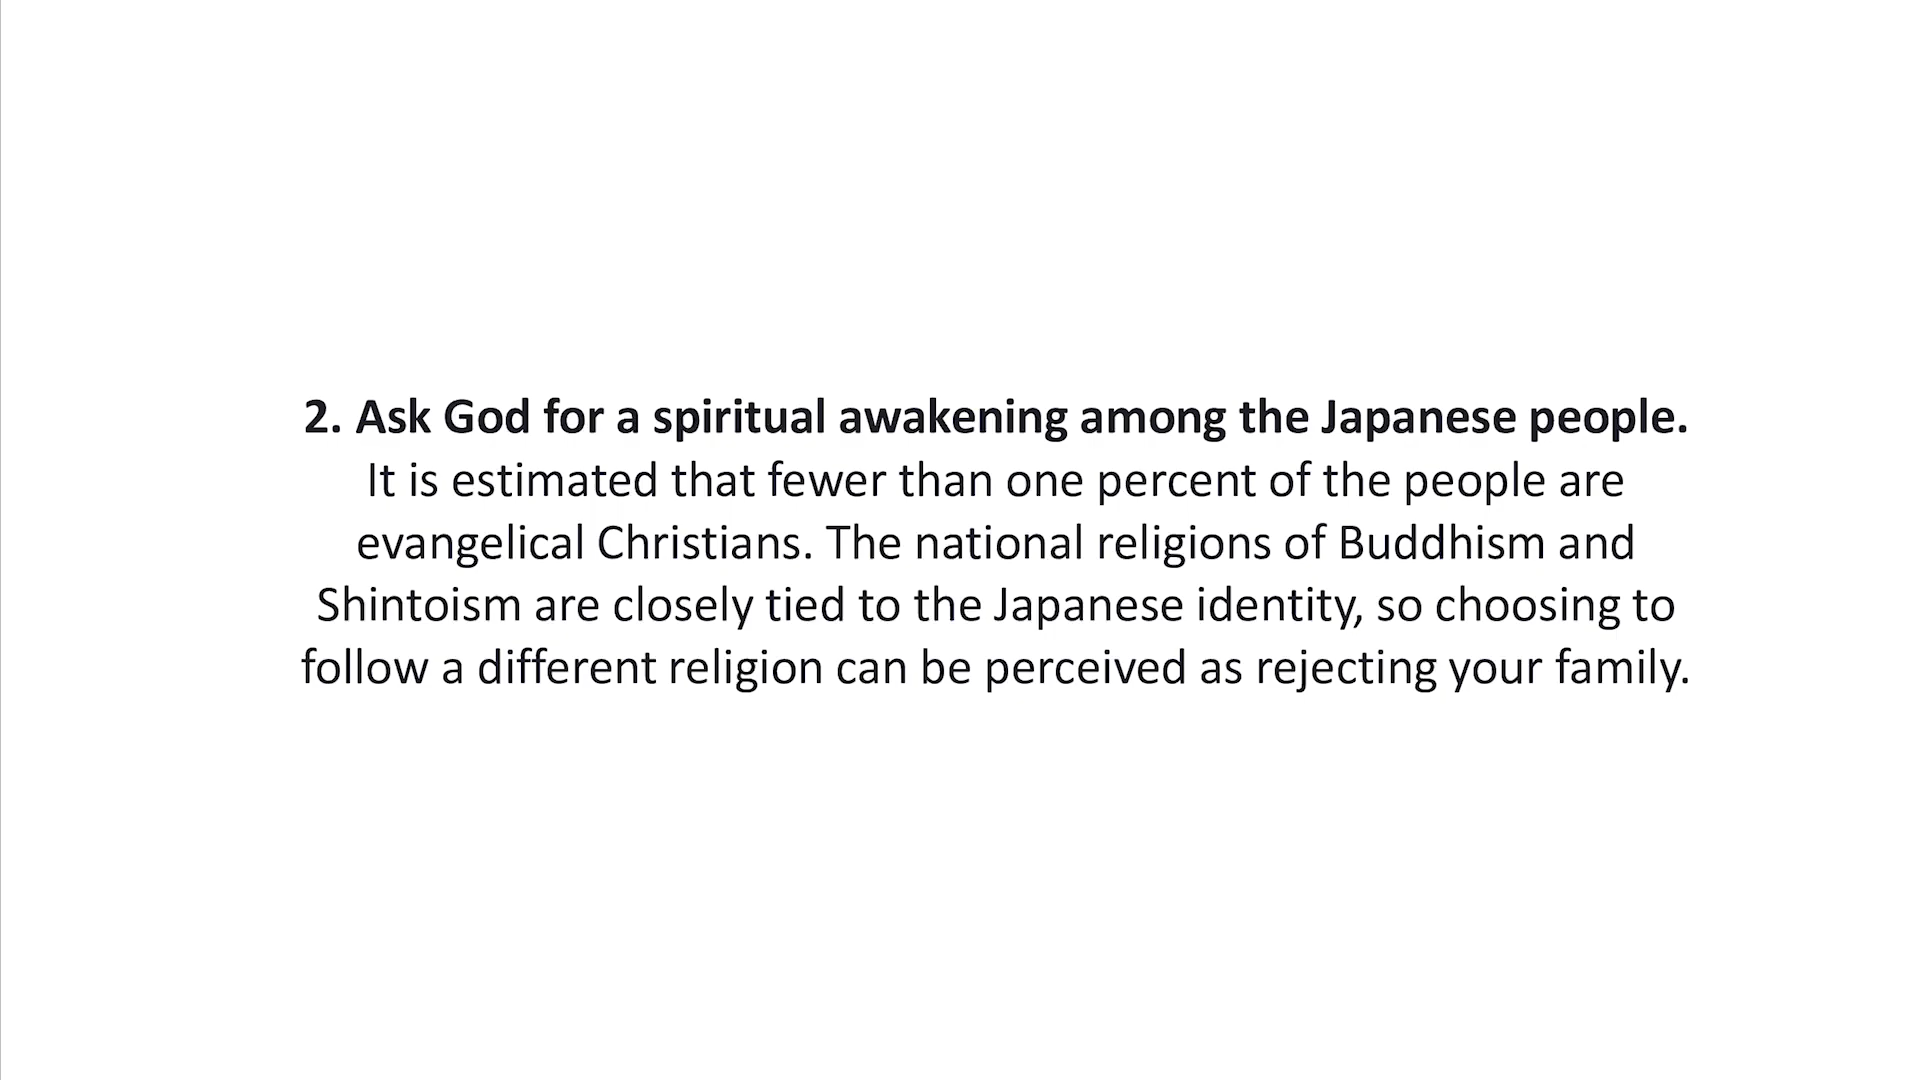 2. Ask God for a spiritual awakening among the Japanese people.
It is estimated that fewer than one percent of the people are
evangelical Christians. The national religions of Buddhism and
Shintoism are closely tied to the Japanese identity, so choosing to
follow a different religion can be perceived as rejecting your family.